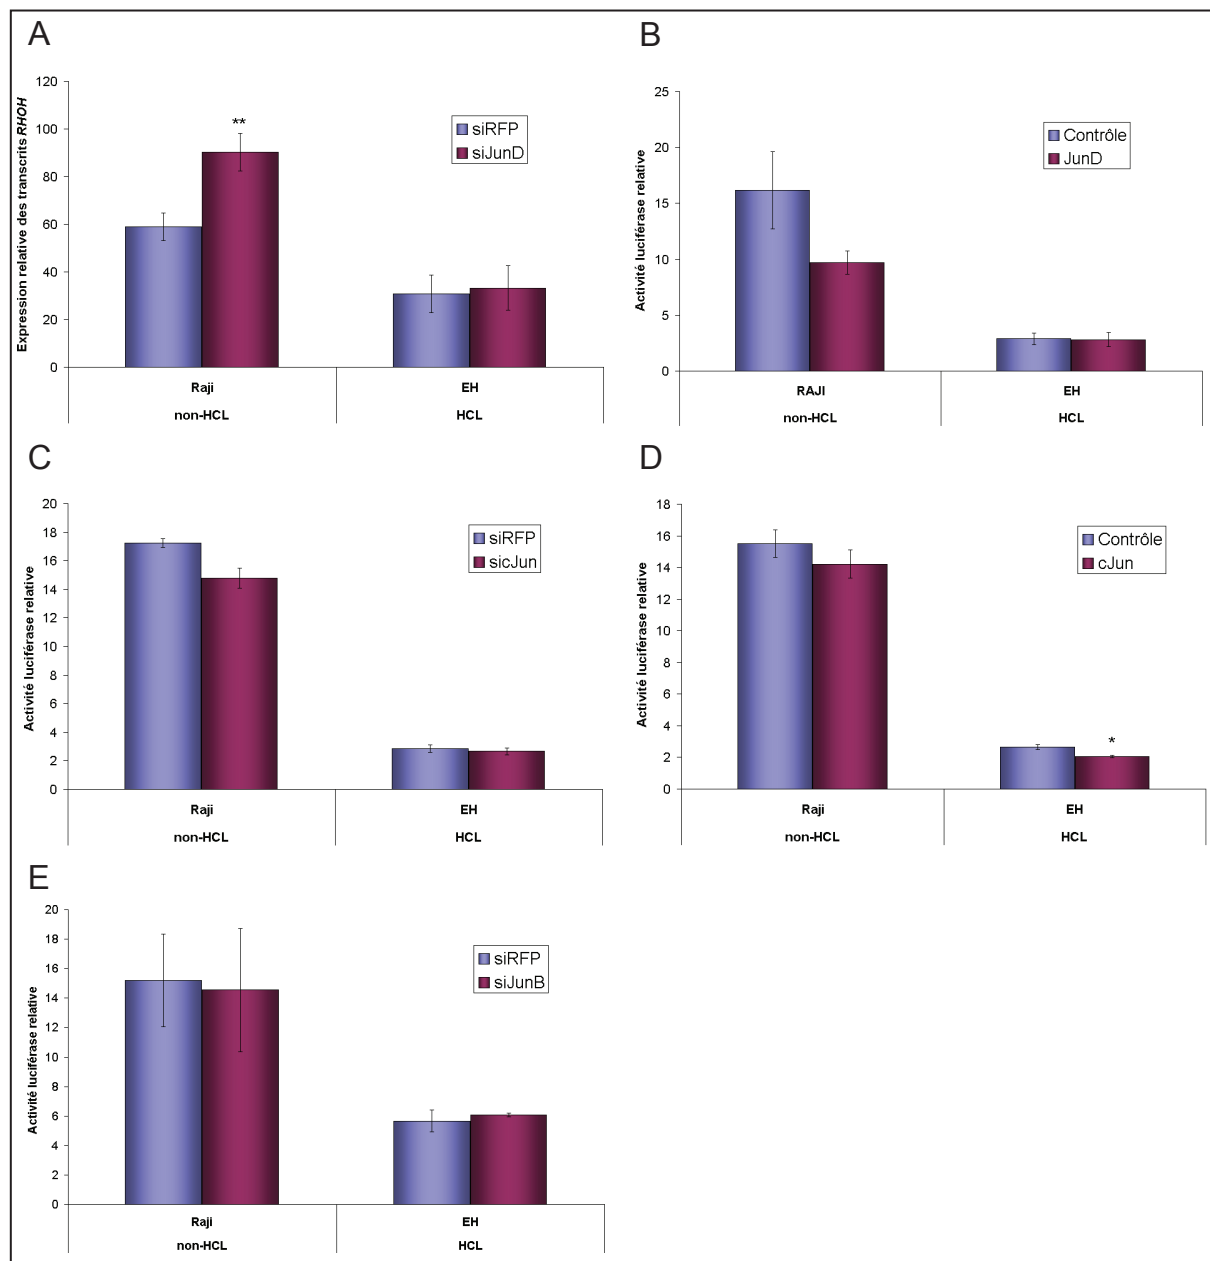 A
Expression relative des transcrits RHOH
120
100
80
60
40
20
0
**
siRFP
siJunD
Raji
EH
non-HCL
HCL
B
Activité luciférase relative
25
20
15
10
5
0
Contrôle
JunD
RAJI
EH
non-HCL
HCL
C
Activité luciférase relative
20
18
16
14
12
10
8
6
4
2
0
siRFP
sicJun
Raji
EH
non-HCL
HCL
D
Activité luciférase relative
18
16
14
12
10
8
6
4
2
0
Contrôle
cJun
*
Raji
EH
non-HCL
HCL
E
Activité luciférase relative
20
18
16
14
12
10
8
6
4
2
0
siRFP
siJunB
Raji
EH
non-HCL
HCL